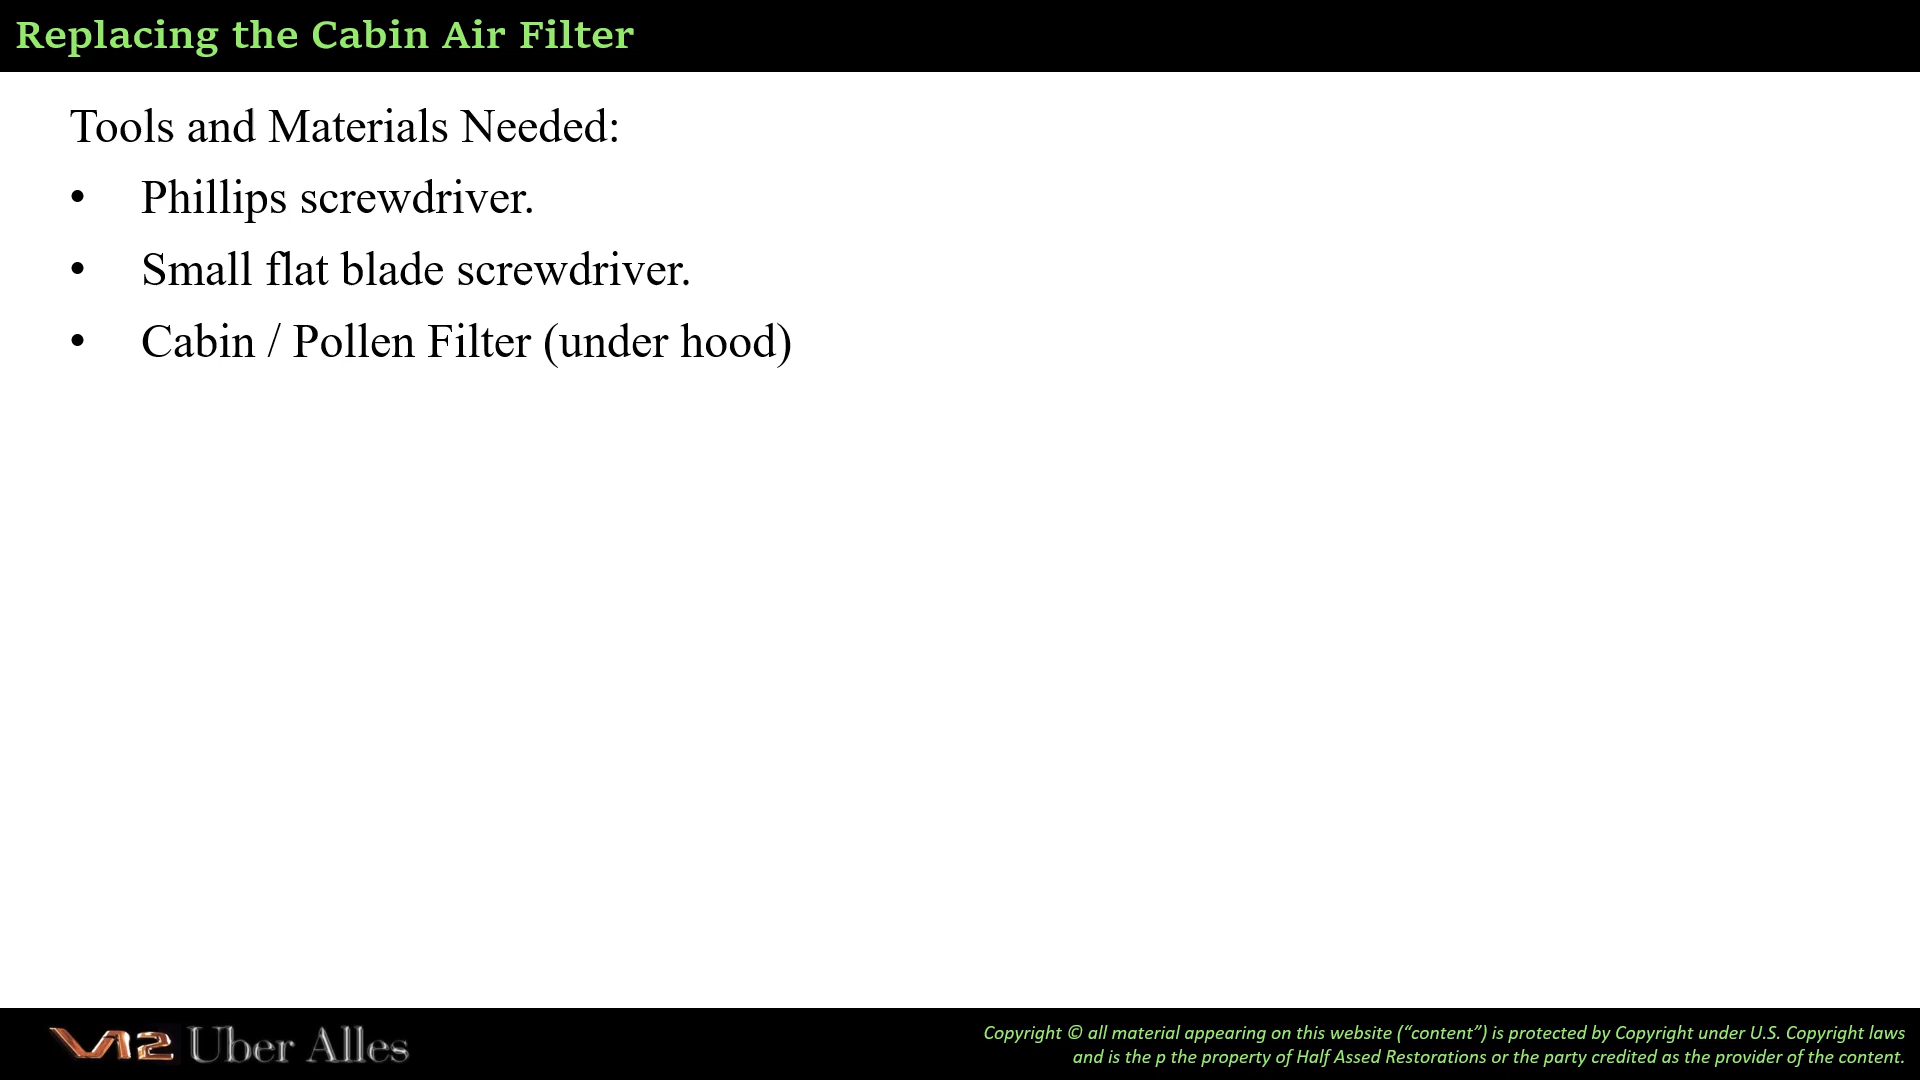 Replacing the Cabin Air Filter
Tools and Materials Needed:
• Phillips screwdriver.
• Small flat blade screwdriver.
• Cabin / Pollen Filter (under hood)
V12 Uber Alles
Copyright © all material appearing on this website (“content”) is protected by Copyright under U.S. Copyright laws
and is the p the property of Half Assed Restorations or the party credited as the provider of the content.